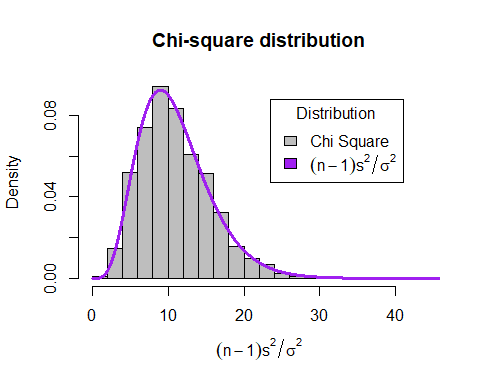 Chi-square distribution
Density
0.00 0.04 0.08
Distribution
Chi Square
(n−1)s²/σ²
0 10 20 30 40
(n−1)s²/σ²